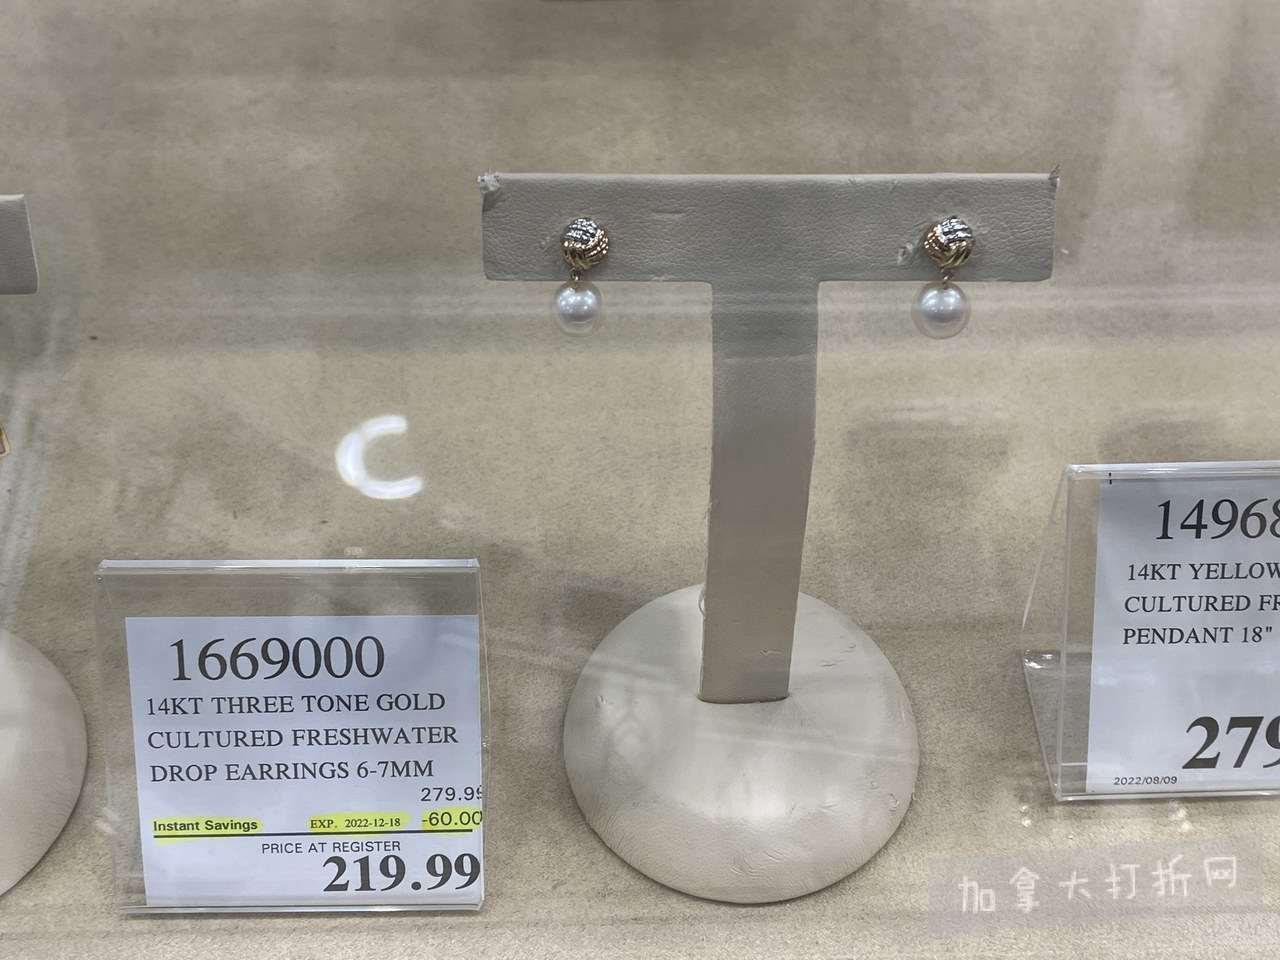 1669000
14KT THREE TONE GOLD
CULTURED FRESHWATER
DROP EARRINGS 6-7MM
279.99
Instant Savings EXP. 2022-12-18 -60.00
PRICE AT REGISTER
219.99
14968
14KT YELLOW
CULTURED FR
PENDANT 18"
279
2022/08/09
加拿大打折网